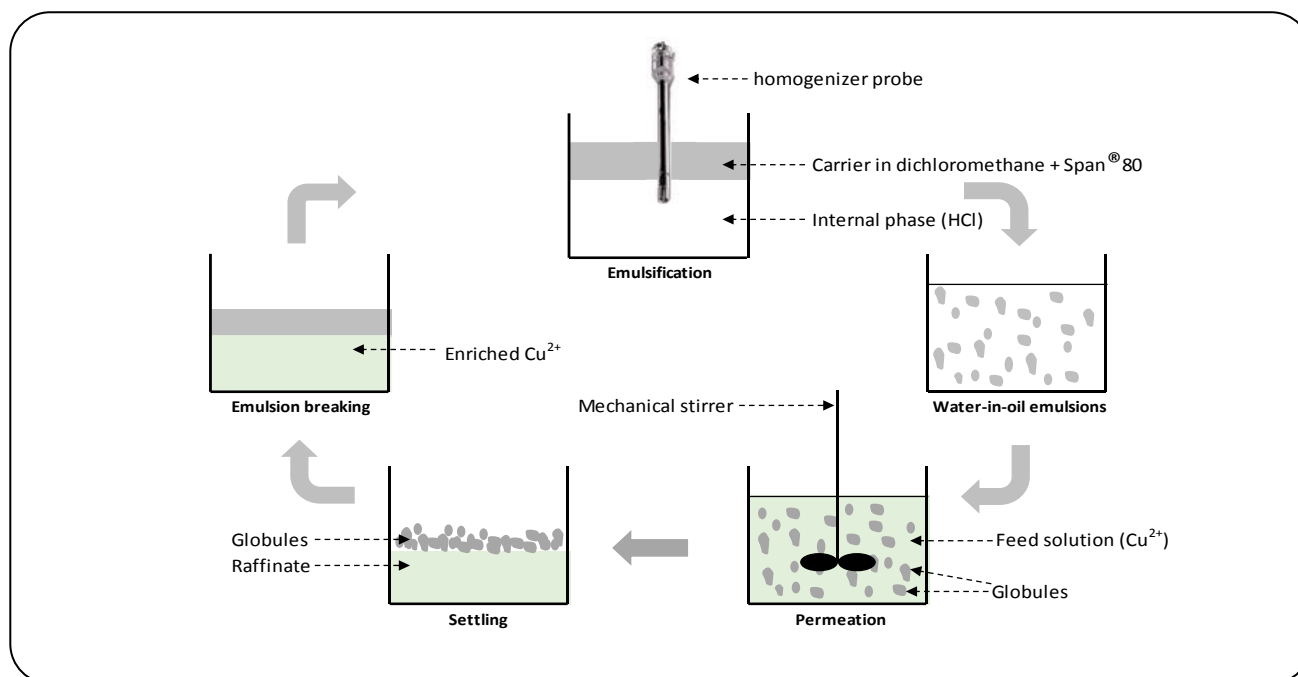 homogenizer probe
Carrier in dichloromethane + Span®80
Internal phase (HCl)
Emulsification
Enriched Cu²⁺
Emulsion breaking
Mechanical stirrer
Water-in-oil emulsions
Globules
Raffinate
Settling
Feed solution (Cu²⁺)
Globules
Permeation